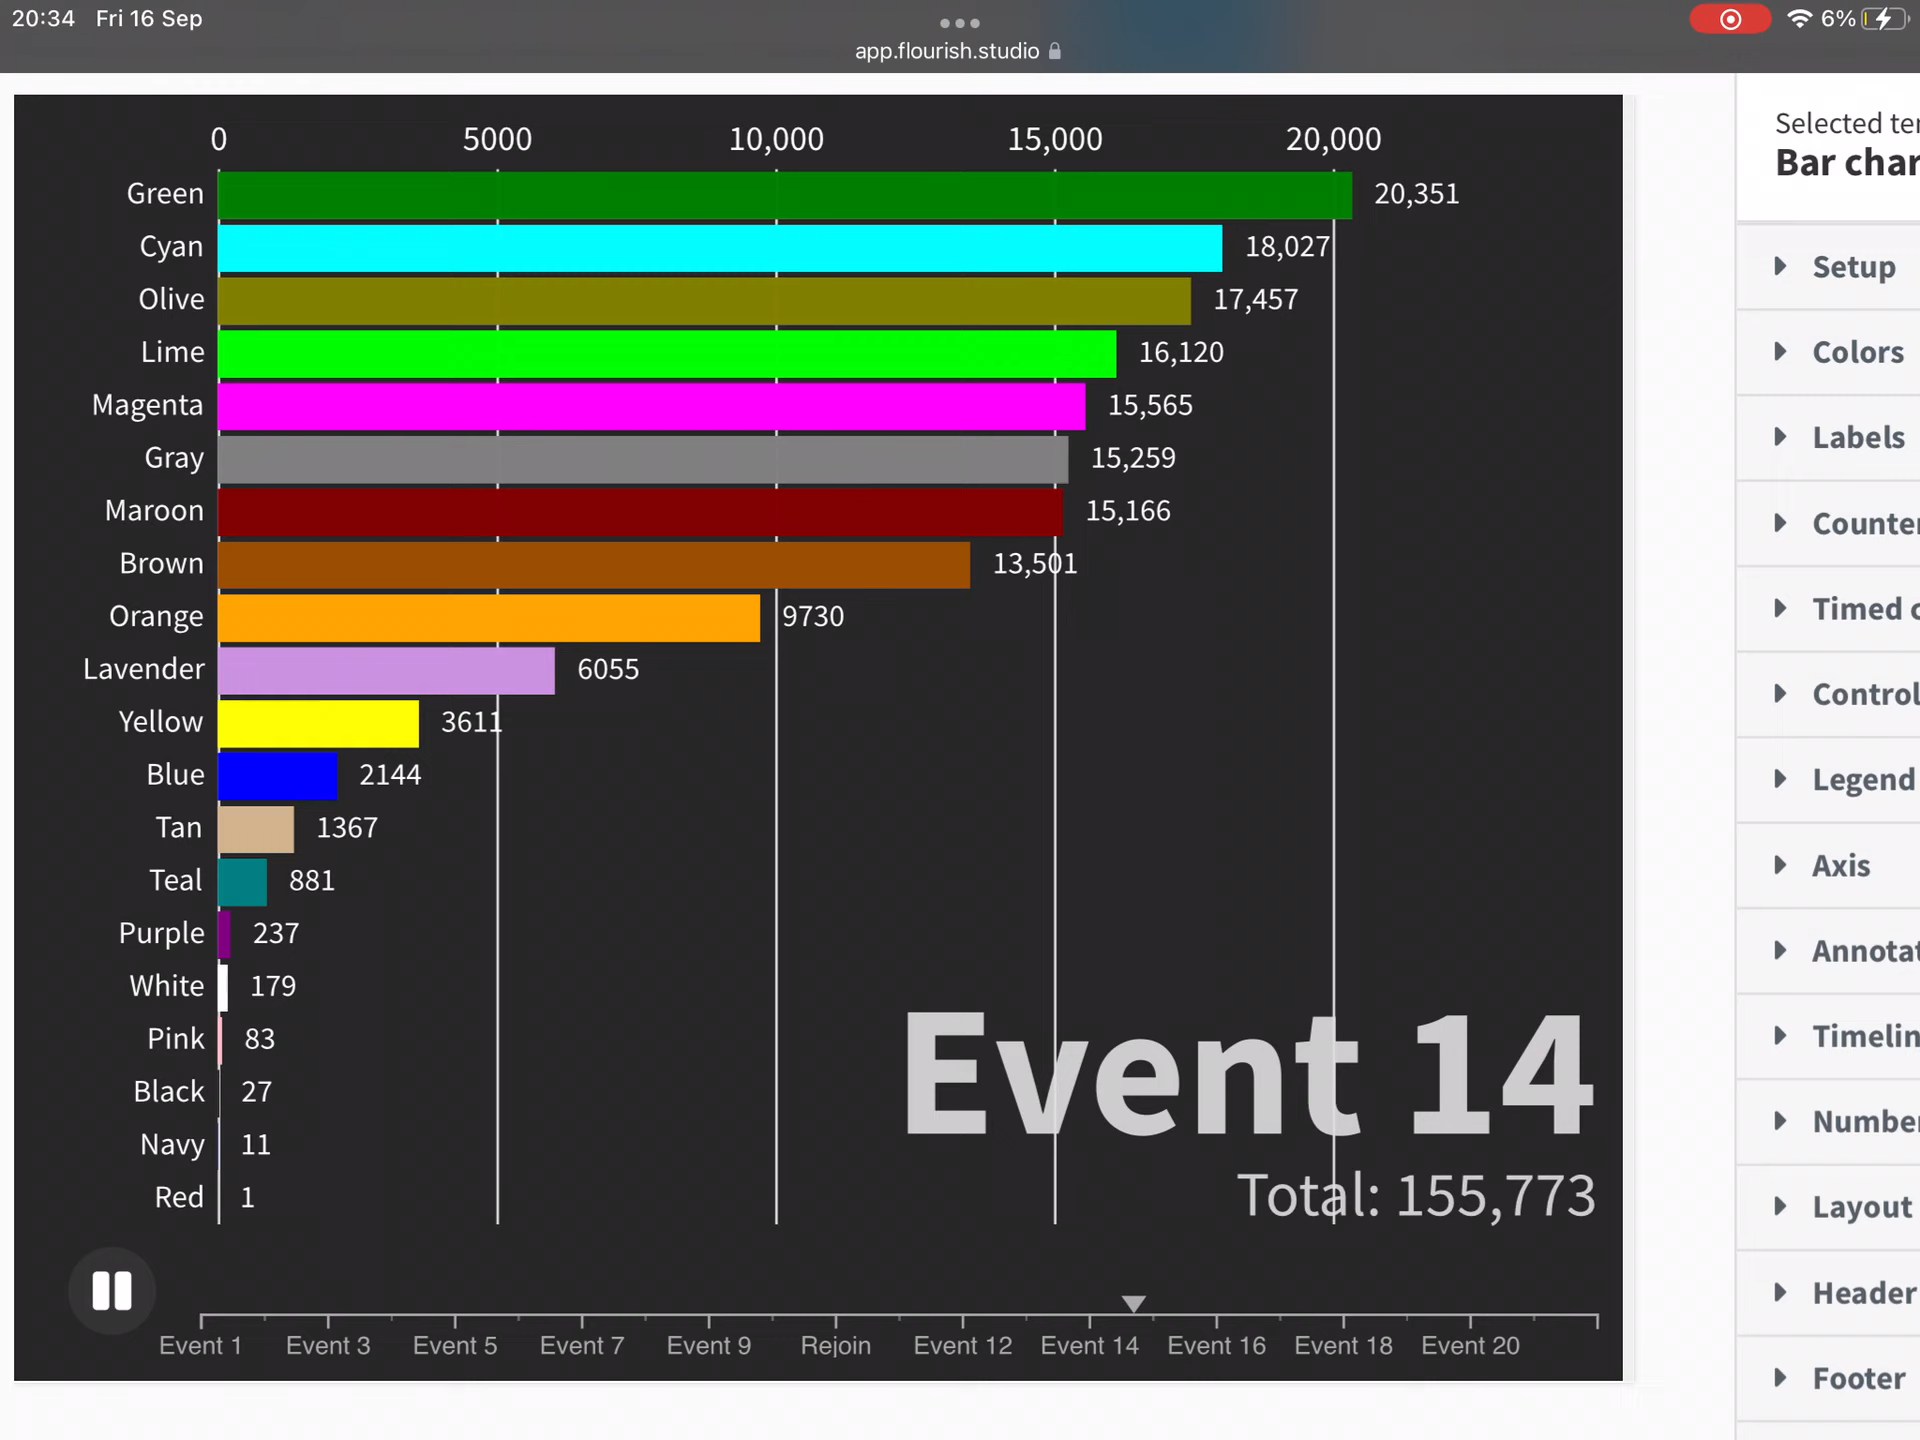 20:34 Fri 16 Sep
6%
app.flourish.studio
0 5000 10,000 15,000 20,000
Green 20,351
Cyan 18,027
Olive 17,457
Lime 16,120
Magenta 15,565
Gray 15,259
Maroon 15,166
Brown 13,501
Orange 9730
Lavender 6055
Yellow 3611
Blue 2144
Tan 1367
Teal 881
Purple 237
White 179
Pink 83
Black 27
Navy 11
Red 1
Event 14
Total: 155,773
Event 1 Event 3 Event 5 Event 7 Event 9 Rejoin Event 12 Event 14 Event 16 Event 18 Event 20
Selected ter
Bar char
Setup
Colors
Labels
Counter
Timed c
Control
Legend
Axis
Annotat
Timelin
Number
Layout
Header
Footer